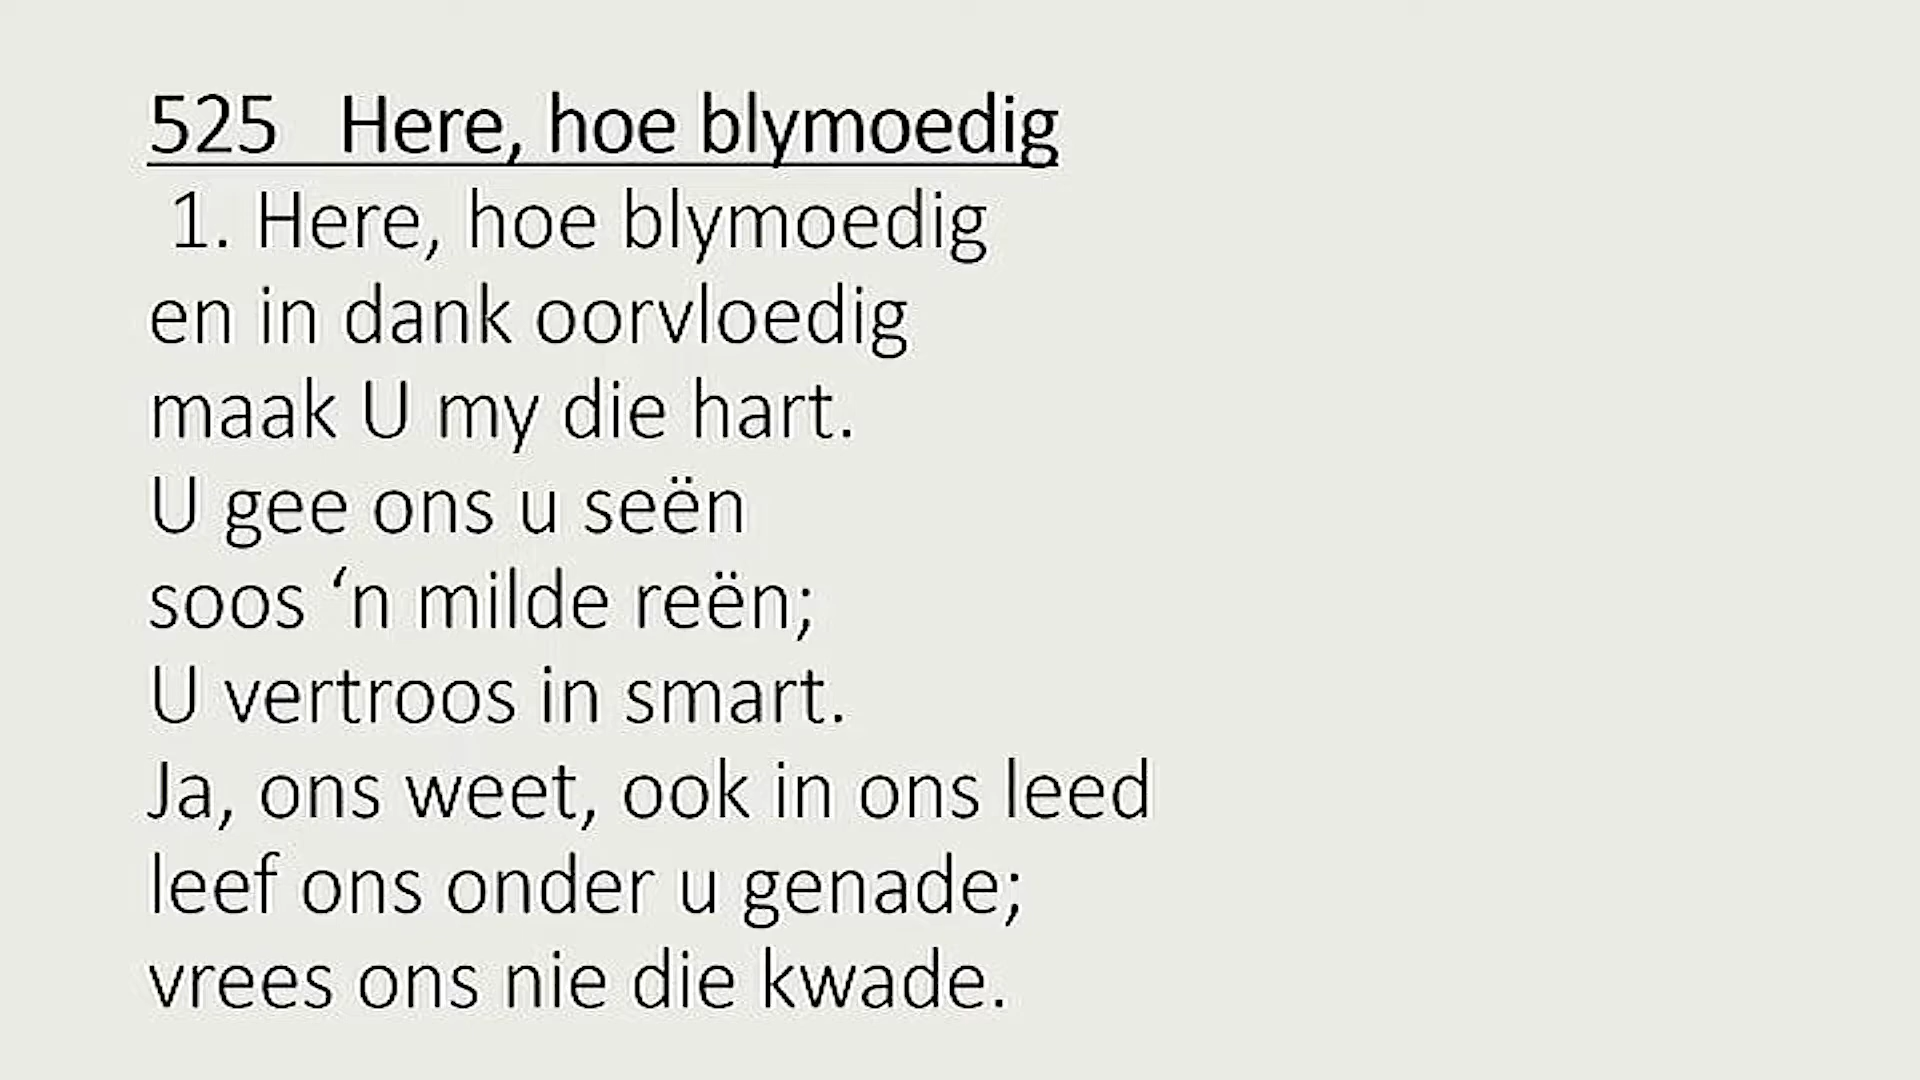 525   Here, hoe blymoedig
1. Here, hoe blymoedig
en in dank oorvloedig
maak U my die hart.
U gee ons u seën
soos ‘n milde reën;
U vertroos in smart.
Ja, ons weet, ook in ons leed
leef ons onder u genade;
vrees ons nie die kwade.